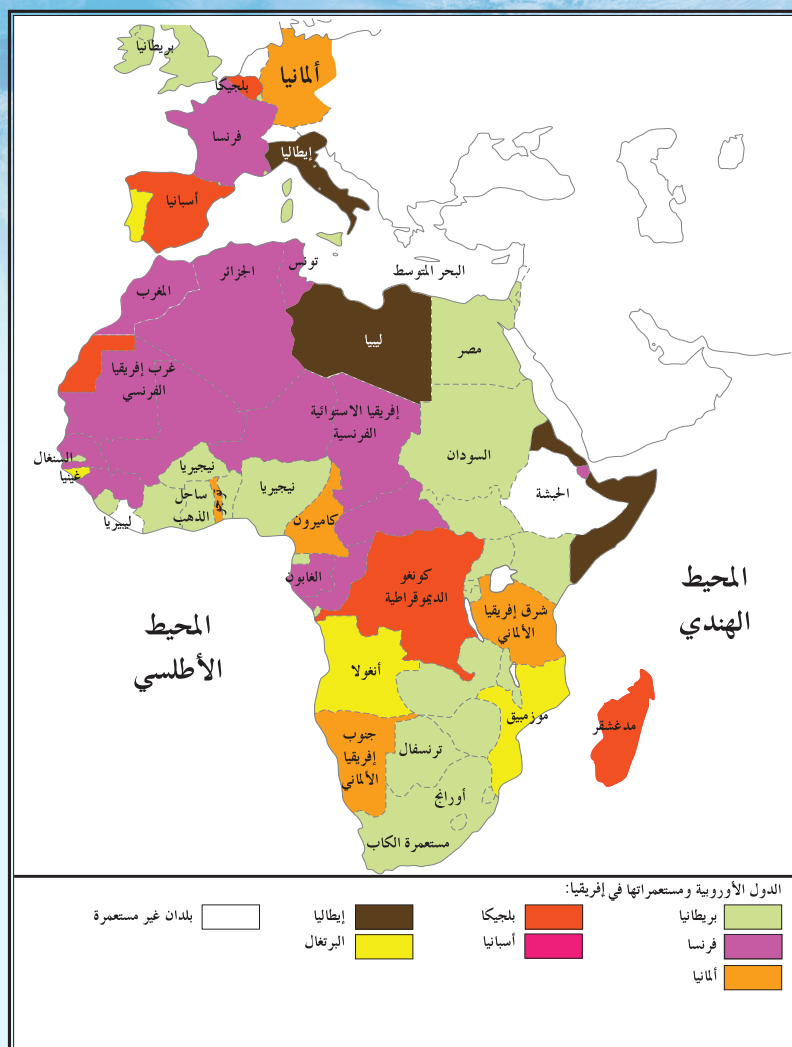 بريطانيا
ألمانيا
بلجيكا
فرنسا
إيطاليا
أسبانيا
البحر المتوسط
تونس
الجزائر
المغرب
ليبيا
مصر
غرب إفريقيا
الفرنسي
إفريقيا الاستوائية
الفرنسية
السودان
الحبشة
السنغال
غينيا
ليبيريا
نيجيريا
ساحل
الذهب
توجو
نيجيريا
كاميرون
الغابون
كونغو
الديموقراطية
شرق إفريقيا
الألماني
المحيط
الهندي
المحيط
الأطلسي
أنغولا
موزمبيق
مدغشقر
جنوب
إفريقيا
الألماني
ترنسفال
أورانج
مستعمرة الكاب
الدول الأوروبية ومستعمراتها في إفريقيا:
بريطانيا
بلجيكا
إيطاليا
بلدان غير مستعمرة
فرنسا
أسبانيا
البرتغال
ألمانيا